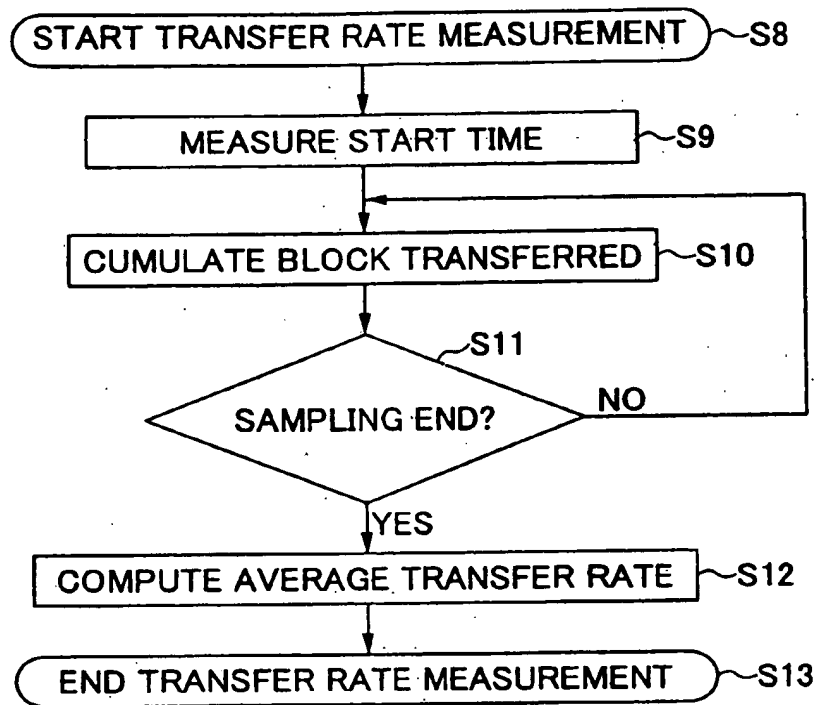 START TRANSFER RATE MEASUREMENT S8
MEASURE START TIME S9
CUMULATE BLOCK TRANSFERRED S10
S11
SAMPLING END? NO
YES
COMPUTE AVERAGE TRANSFER RATE S12
END TRANSFER RATE MEASUREMENT S13